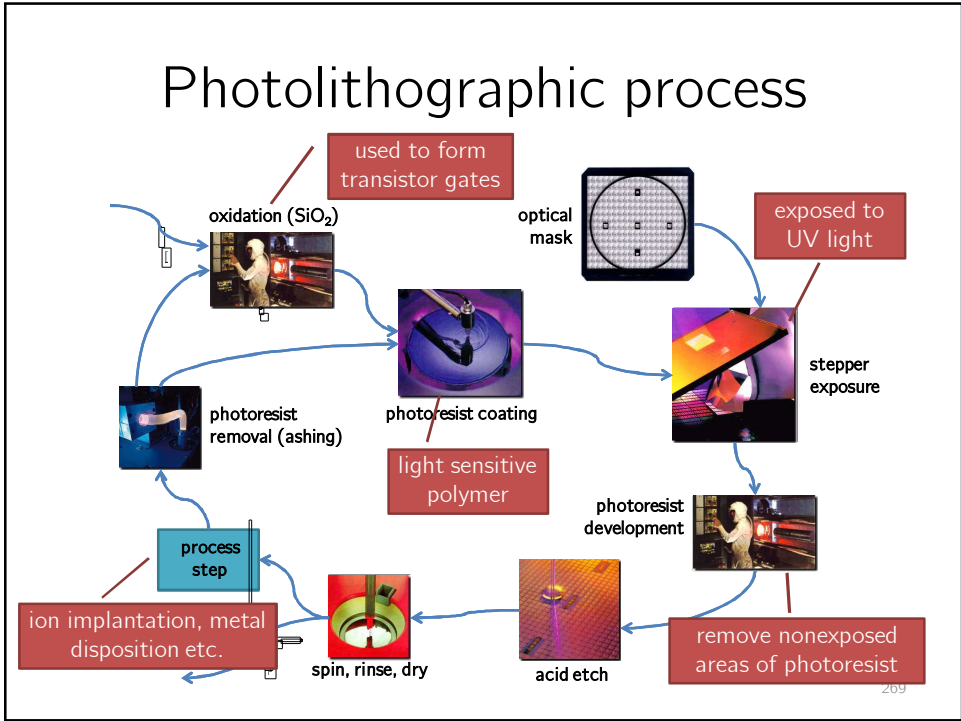 Photolithographic process
used to form
transistor gates
oxidation (SiO₂)
optical
mask
exposed to
UV light
stepper
exposure
photoresist coating
photoresist
removal (ashing)
light sensitive
polymer
photoresist
development
process
step
ion implantation, metal
disposition etc.
spin, rinse, dry
acid etch
remove nonexposed
areas of photoresist
269